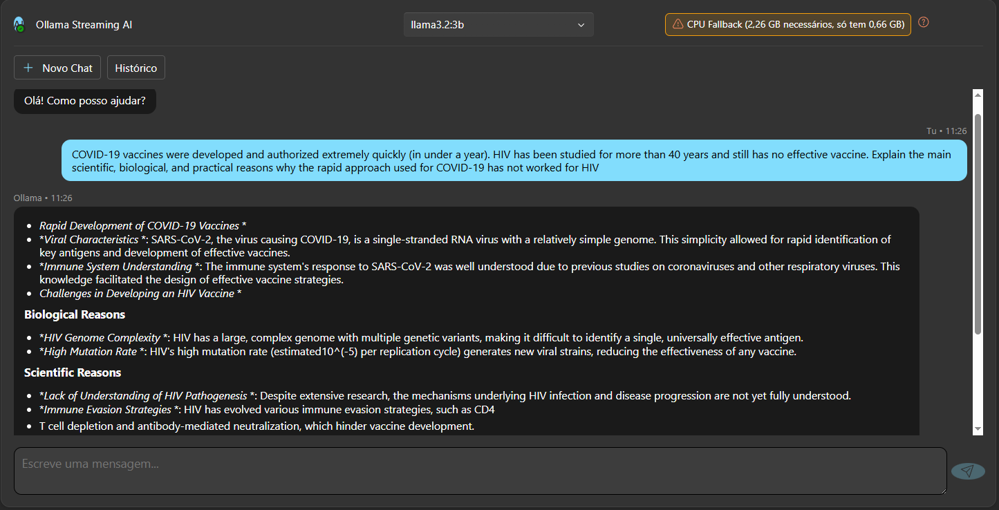 Ollama Streaming AI
llama3.2:3b
CPU Fallback (2,26 GB necessários, só tem 0,66 GB)
?
+ Novo Chat
Histórico
Olá! Como posso ajudar?
Tu • 11:26
COVID-19 vaccines were developed and authorized extremely quickly (in under a year). HIV has been studied for more than 40 years and still has no effective vaccine. Explain the main
scientific, biological, and practical reasons why the rapid approach used for COVID-19 has not worked for HIV
Ollama • 11:26
• Rapid Development of COVID-19 Vaccines *
• *Viral Characteristics *: SARS-CoV-2, the virus causing COVID-19, is a single-stranded RNA virus with a relatively simple genome. This simplicity allowed for rapid identification of
key antigens and development of effective vaccines.
• *Immune System Understanding *: The immune system's response to SARS-CoV-2 was well understood due to previous studies on coronaviruses and other respiratory viruses. This
knowledge facilitated the design of effective vaccine strategies.
• Challenges in Developing an HIV Vaccine *
Biological Reasons
• *HIV Genome Complexity *: HIV has a large, complex genome with multiple genetic variants, making it difficult to identify a single, universally effective antigen.
• *High Mutation Rate *: HIV's high mutation rate (estimated10^(-5) per replication cycle) generates new viral strains, reducing the effectiveness of any vaccine.
Scientific Reasons
• *Lack of Understanding of HIV Pathogenesis *: Despite extensive research, the mechanisms underlying HIV infection and disease progression are not yet fully understood.
• *Immune Evasion Strategies *: HIV has evolved various immune evasion strategies, such as CD4
• T cell depletion and antibody-mediated neutralization, which hinder vaccine development.
Escreve uma mensagem...